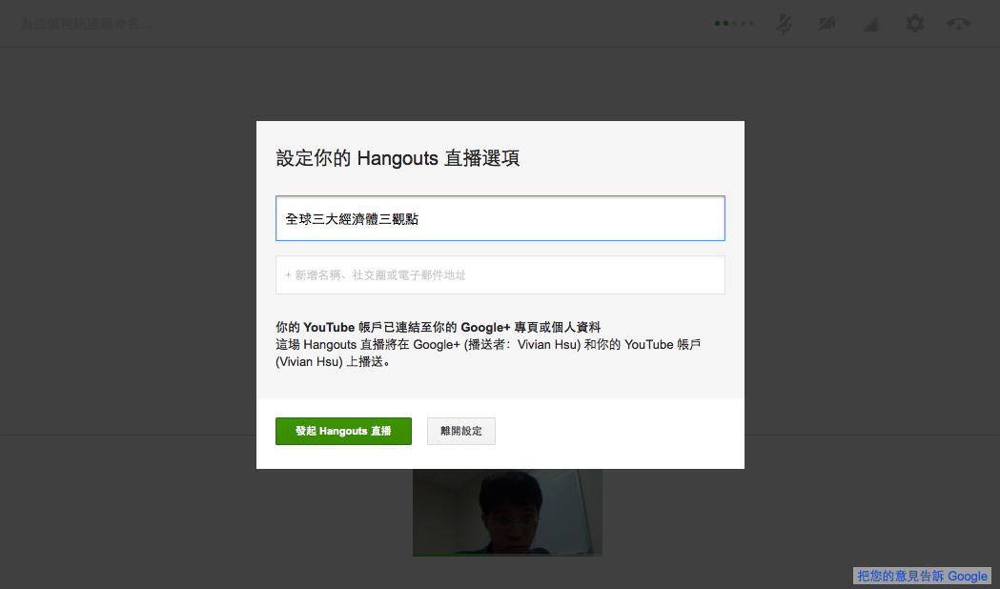 為這個視訊通話命名...
設定你的 Hangouts 直播選項
全球三大經濟體三觀點
+ 新增名稱、社交圈或電子郵件地址
你的 YouTube 帳戶已連結至你的 Google+ 專頁或個人資料
這場 Hangouts 直播將在 Google+ (播送者：Vivian Hsu) 和你的 YouTube 帳戶
(Vivian Hsu) 上播送。
發起 Hangouts 直播
離開設定
把您的意見告訴 Google